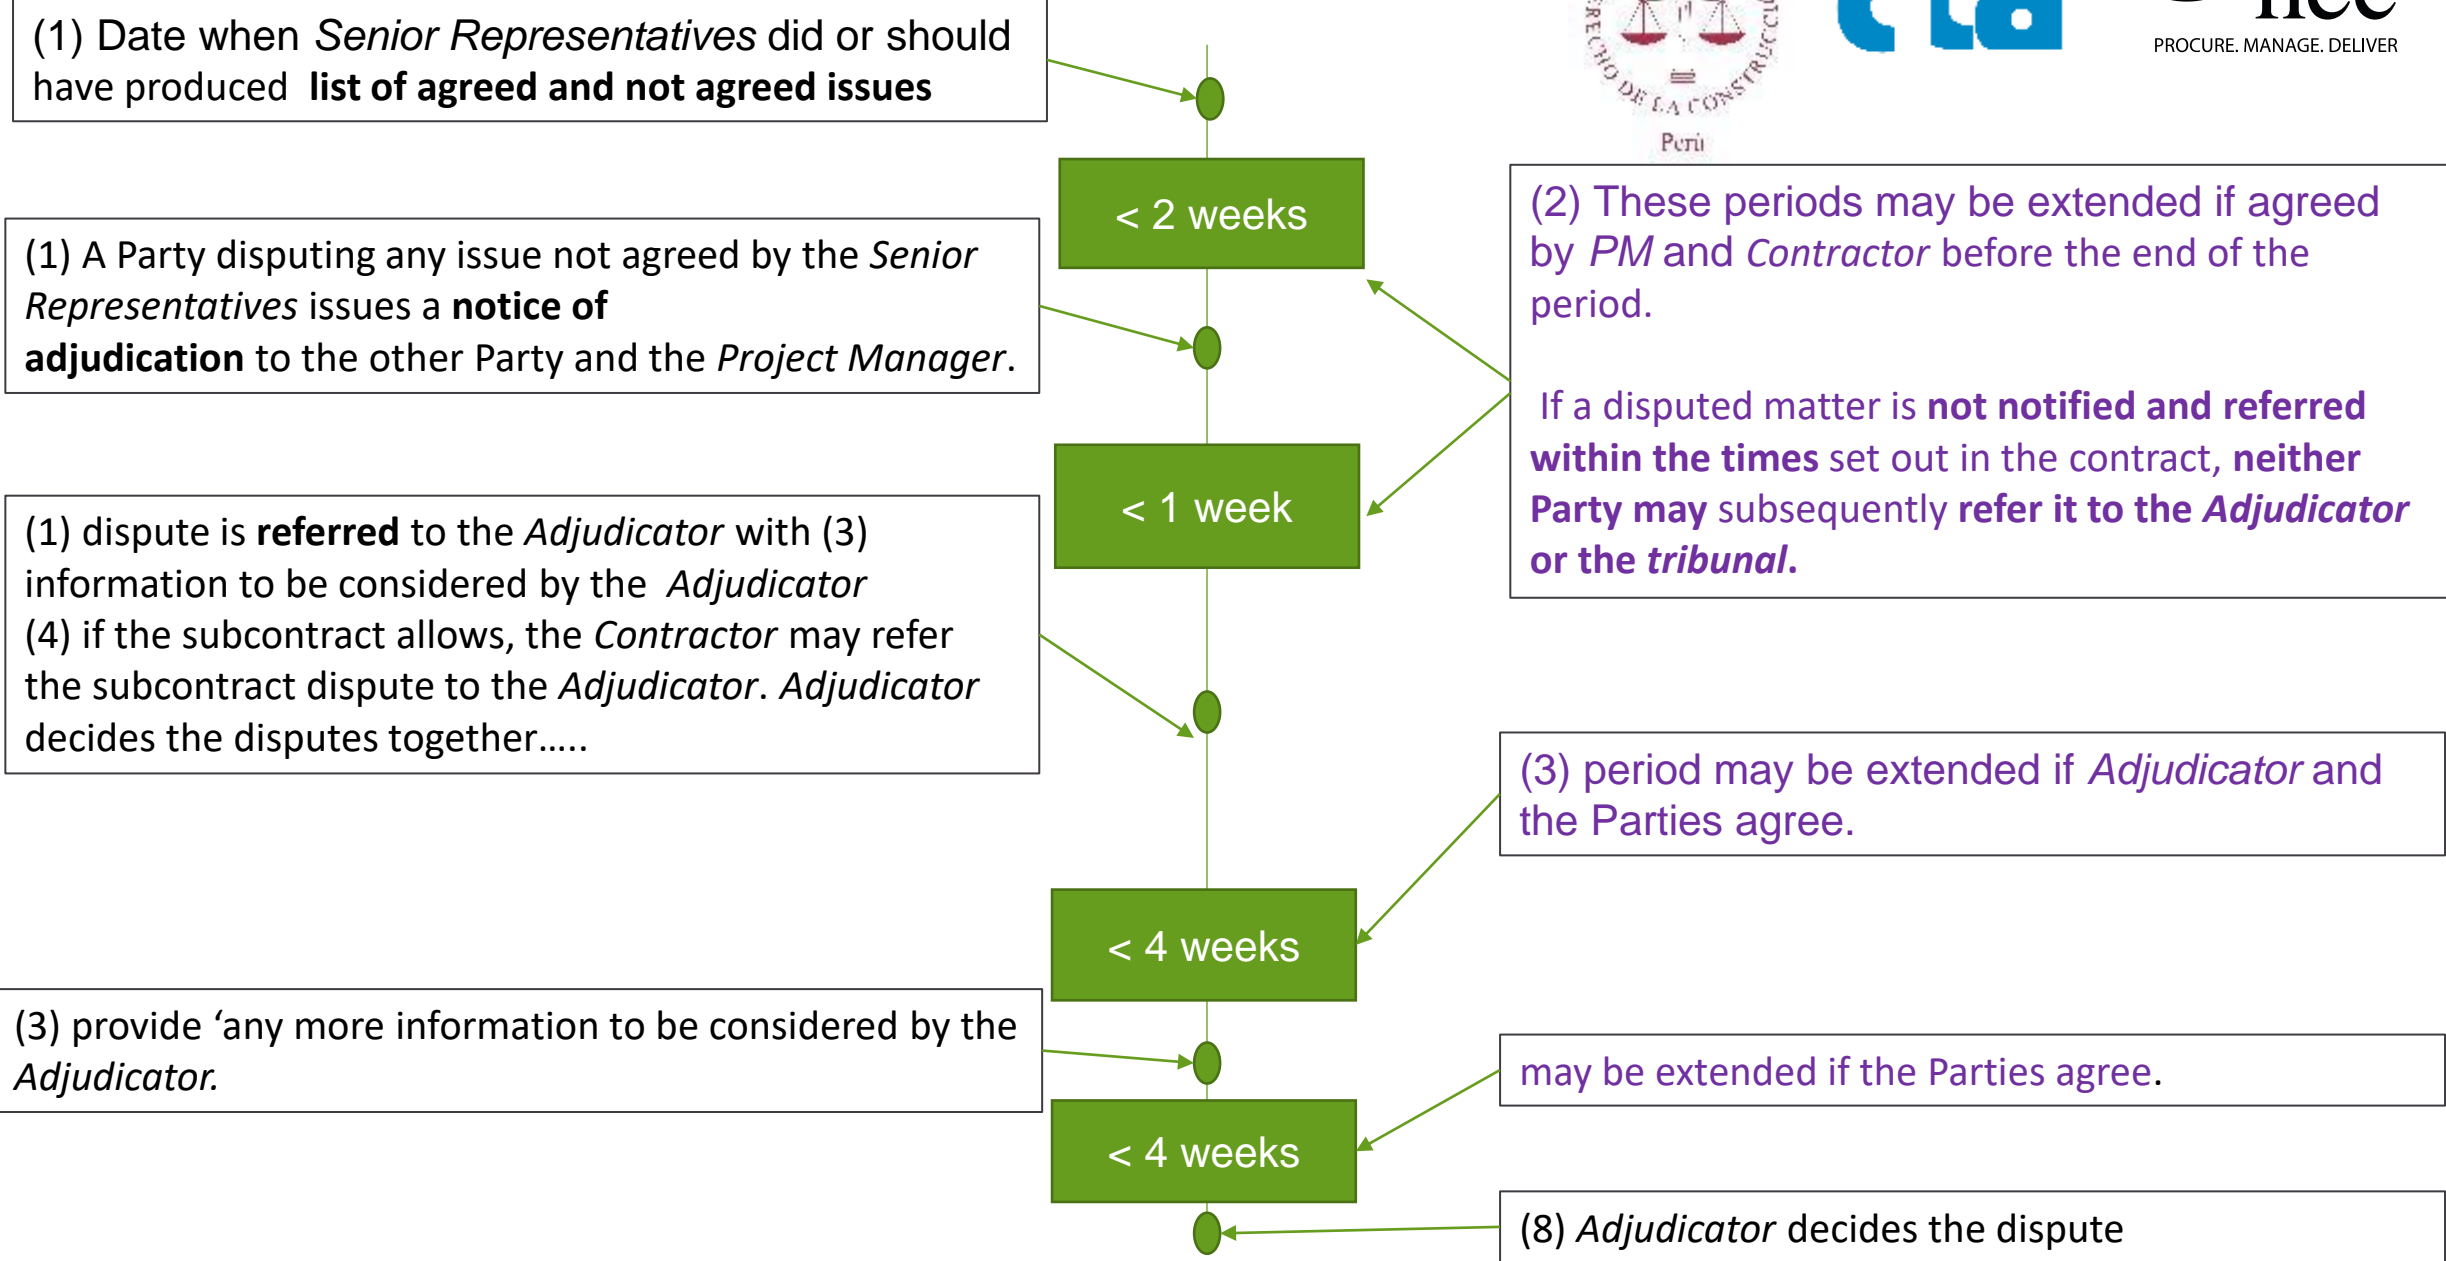 (1) Date when Senior Representatives did or should
have produced list of agreed and not agreed issues
DERECHO DE LA CONSTRUCCI
Perú
cla
nec
PROCURE. MANAGE. DELIVER
< 2 weeks
(1) A Party disputing any issue not agreed by the Senior
Representatives issues a notice of
adjudication to the other Party and the Project Manager.
(2) These periods may be extended if agreed
by PM and Contractor before the end of the
period.
If a disputed matter is not notified and referred
within the times set out in the contract, neither
Party may subsequently refer it to the Adjudicator
or the tribunal.
< 1 week
(1) dispute is referred to the Adjudicator with (3)
information to be considered by the Adjudicator
(4) if the subcontract allows, the Contractor may refer
the subcontract dispute to the Adjudicator. Adjudicator
decides the disputes together…..
(3) period may be extended if Adjudicator and
the Parties agree.
< 4 weeks
(3) provide ‘any more information to be considered by the
Adjudicator.
may be extended if the Parties agree.
< 4 weeks
(8) Adjudicator decides the dispute